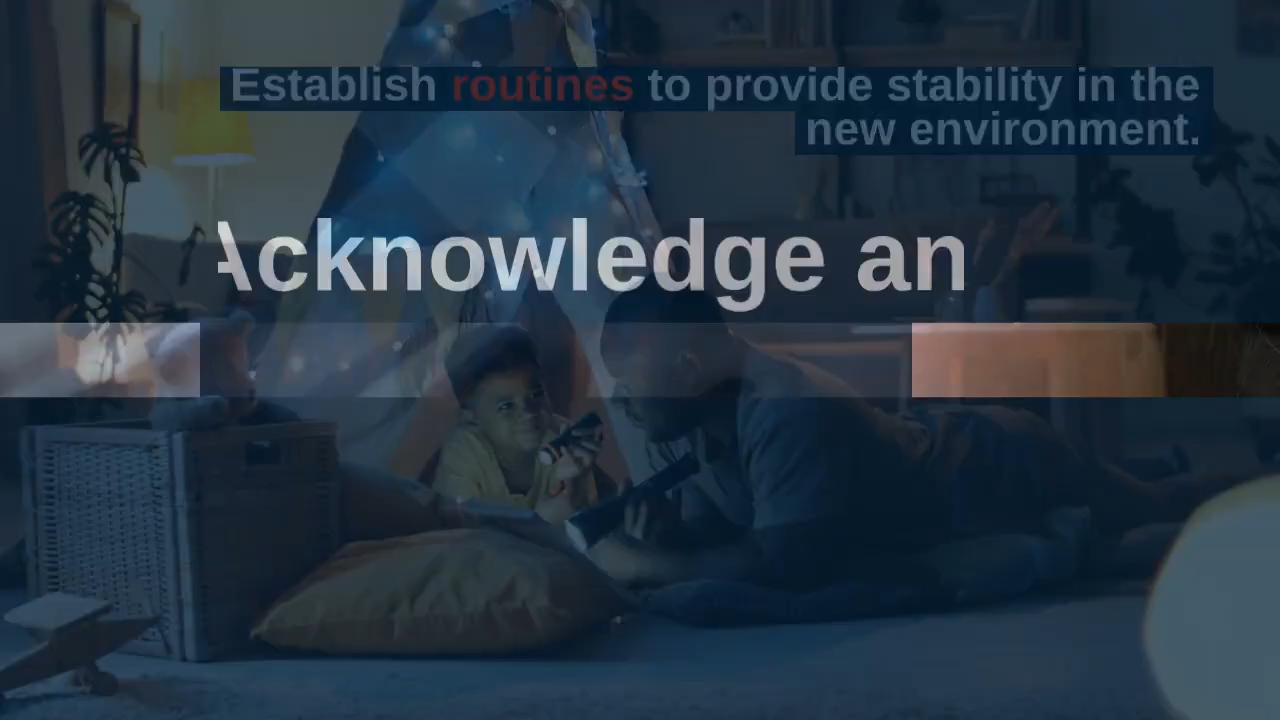 Establish routines to provide stability in the
new environment.
Acknowledge an